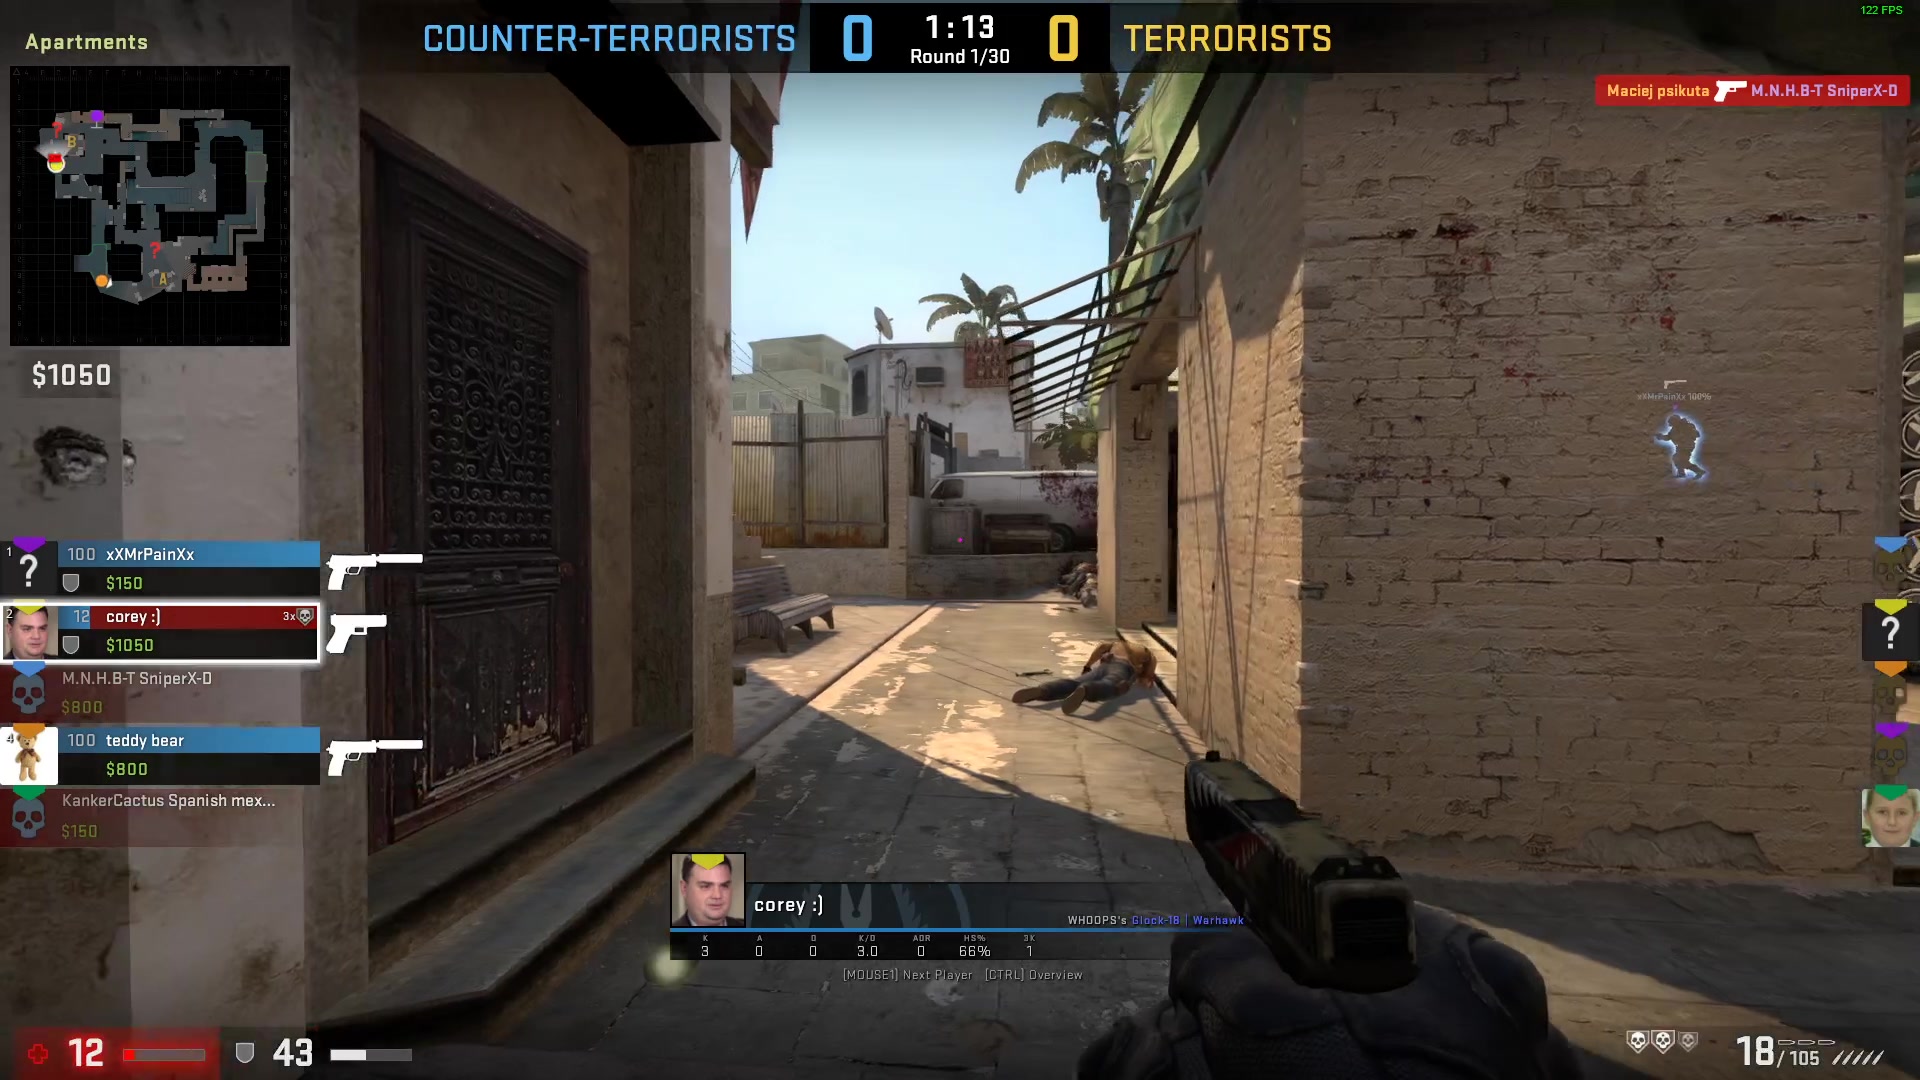 122 FPS
Apartments
COUNTER-TERRORISTS
0
1:13
Round 1/30
0
TERRORISTS
Maciej psikuta M.N.H.B-T SniperX-D
B
?
?
A
$1050
xXMrPainXx 100%
1
?
100 xXMrPainXx
$150
2
12 corey :)
3x
$1050
M.N.H.B-T SniperX-D
$800
4
100 teddy bear
$800
KankerCactus Spanish mex...
$150
?
corey :)
WHOOPS's Glock-18 | Warhawk
K A D K/D ADR HS% 3K
3 0 0 3.0 0 66% 1
[MOUSE1] Next Player [CTRL] Overview
12
43
18/105